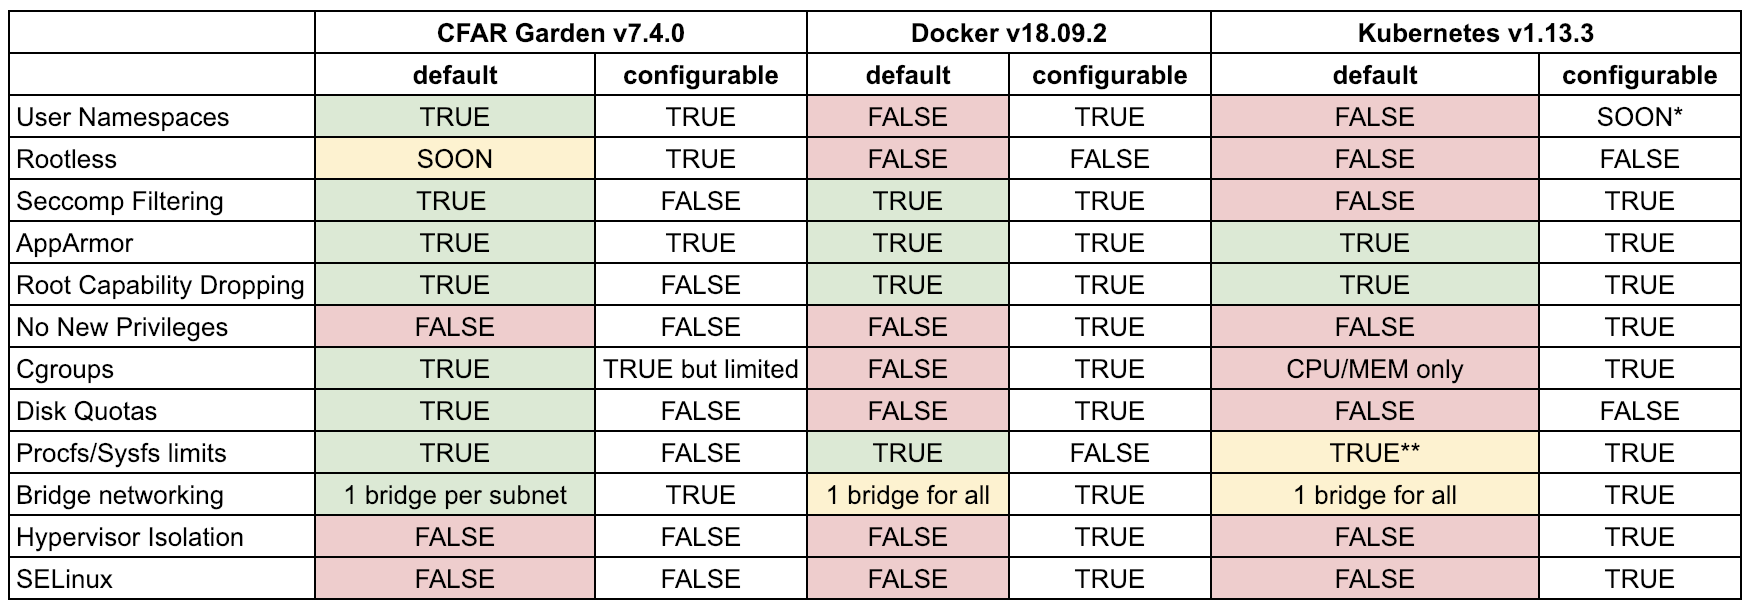 CFAR Garden v7.4.0 Docker v18.09.2 Kubernetes v1.13.3
default configurable default configurable default configurable
User Namespaces TRUE TRUE FALSE TRUE FALSE SOON*
Rootless SOON TRUE FALSE FALSE FALSE FALSE
Seccomp Filtering TRUE FALSE TRUE TRUE FALSE TRUE
AppArmor TRUE TRUE TRUE TRUE TRUE TRUE
Root Capability Dropping TRUE FALSE TRUE TRUE TRUE TRUE
No New Privileges FALSE FALSE FALSE TRUE FALSE TRUE
Cgroups TRUE TRUE but limited FALSE TRUE CPU/MEM only TRUE
Disk Quotas TRUE FALSE FALSE TRUE FALSE FALSE
Procfs/Sysfs limits TRUE FALSE TRUE FALSE TRUE** TRUE
Bridge networking 1 bridge per subnet TRUE 1 bridge for all TRUE 1 bridge for all TRUE
Hypervisor Isolation FALSE FALSE FALSE TRUE FALSE TRUE
SELinux FALSE FALSE FALSE TRUE FALSE TRUE